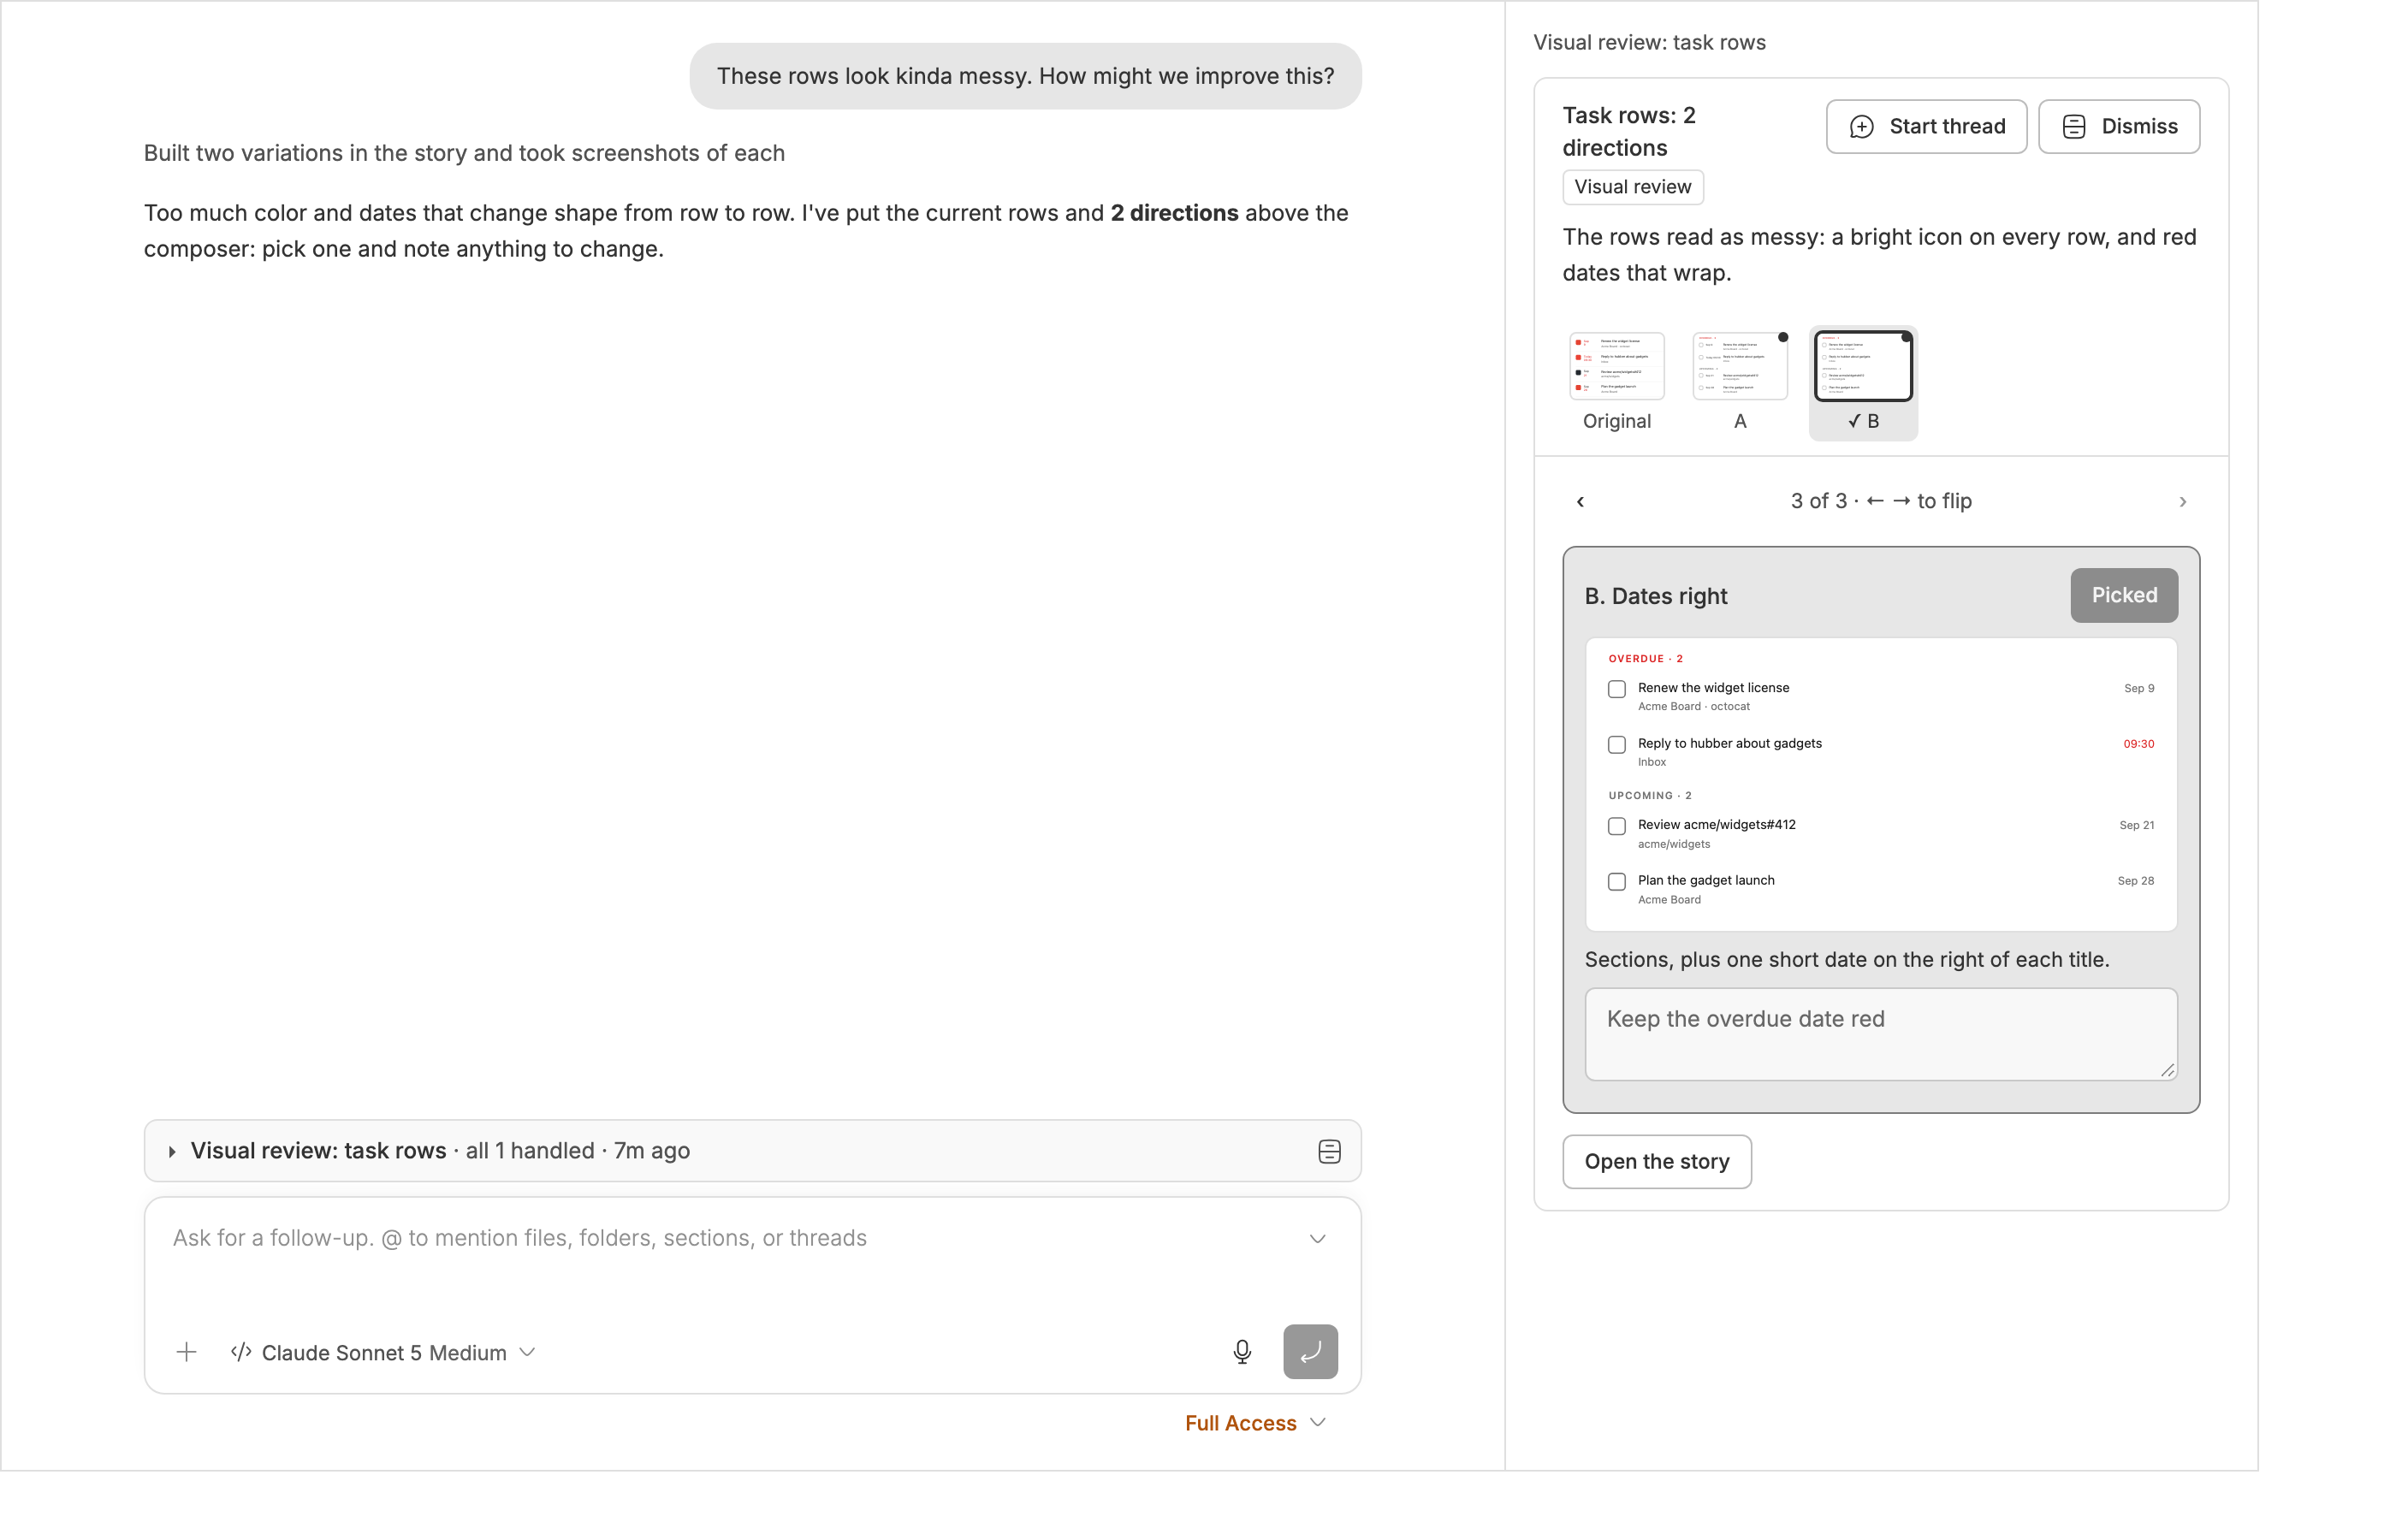 These rows look kinda messy. How might we improve this?
Built two variations in the story and took screenshots of each
Too much color and dates that change shape from row to row. I've put the current rows and 2 directions above the
composer: pick one and note anything to change.
Visual review: task rows · all 1 handled · 7m ago
Ask for a follow-up. @ to mention files, folders, sections, or threads
Claude Sonnet 5 Medium
Full Access
Visual review: task rows
Task rows: 2
directions
Start thread
Dismiss
Visual review
The rows read as messy: a bright icon on every row, and red
dates that wrap.
Original
A
✓ B
3 of 3 · ← → to flip
B. Dates right
Picked
OVERDUE · 2
Renew the widget license
Sep 9
Acme Board · octocat
Reply to hubber about gadgets
09:30
Inbox
UPCOMING · 2
Review acme/widgets#412
Sep 21
acme/widgets
Plan the gadget launch
Sep 28
Acme Board
Sections, plus one short date on the right of each title.
Keep the overdue date red
Open the story